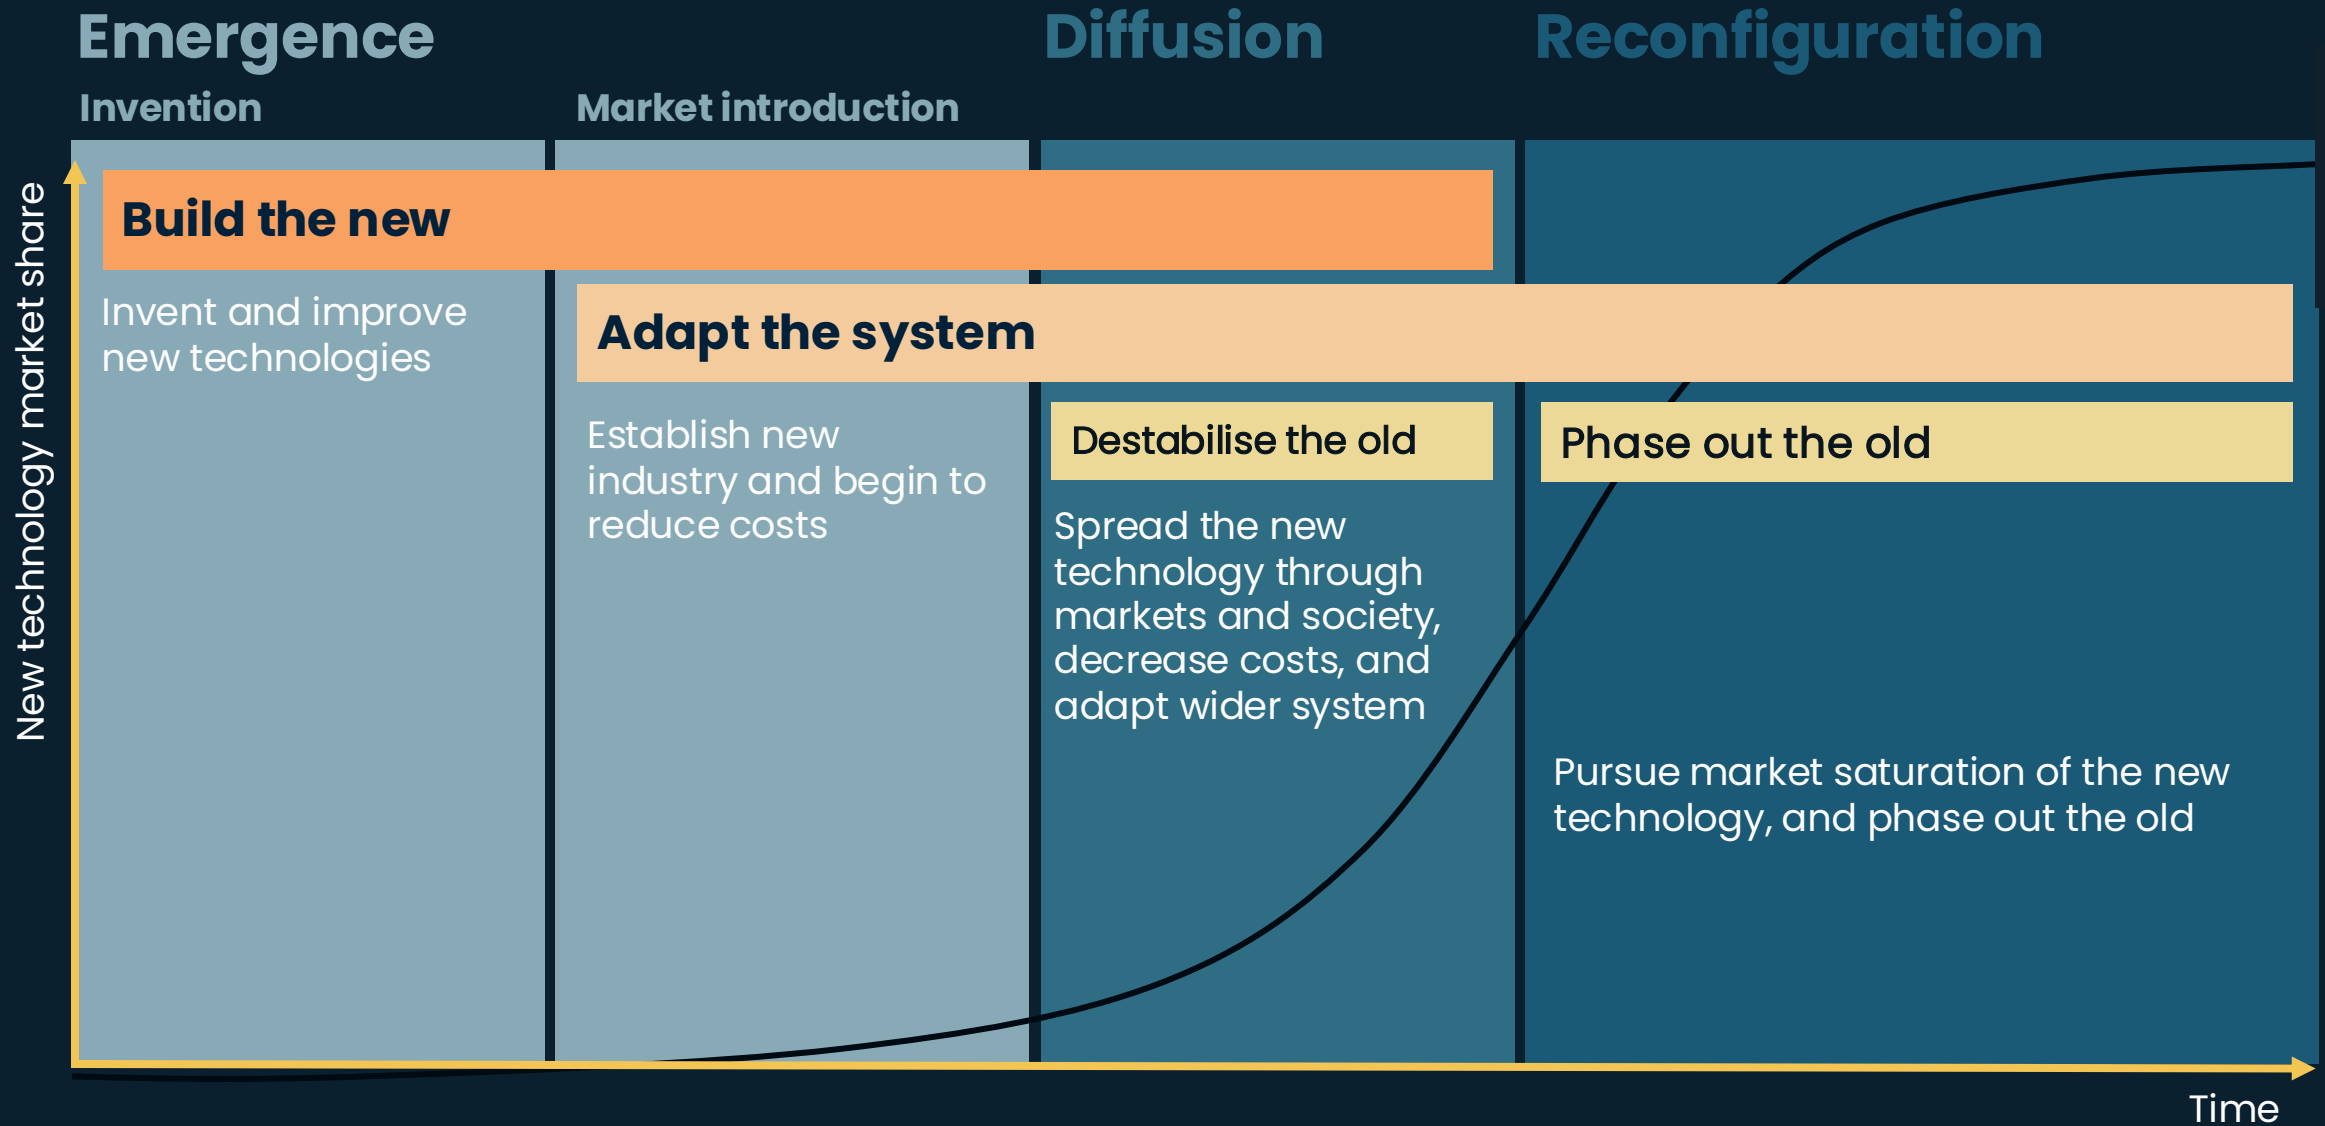 Emergence
Diffusion
Reconfiguration
Invention
Market introduction
New technology market share
Build the new
Invent and improve
new technologies
Adapt the system
Establish new
industry and begin to
reduce costs
Destabilise the old
Spread the new
technology through
markets and society,
decrease costs, and
adapt wider system
Phase out the old
Pursue market saturation of the new
technology, and phase out the old
Time